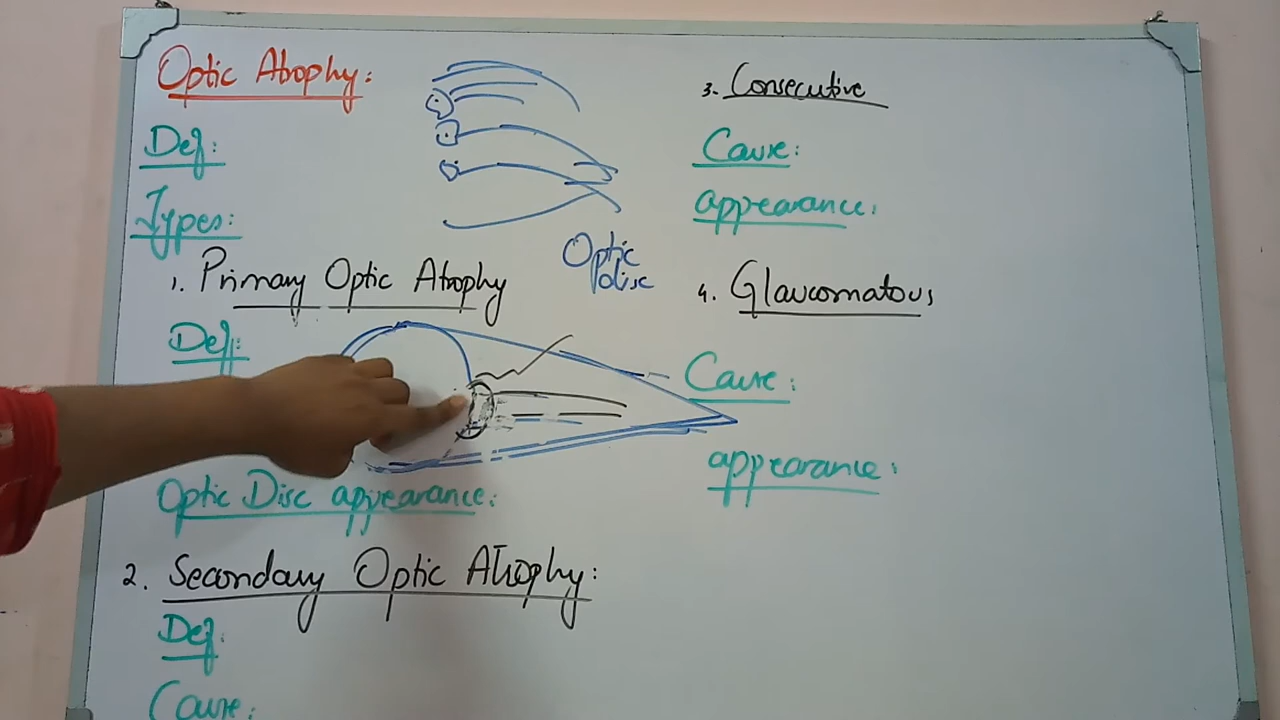 Optic Atrophy:
Def:
Types:
1. Primary Optic Atrophy
Def:
Optic Disc appearance:
2. Secondary Optic Atrophy:
Def:
Cause:
Optic
disc
3. Consecutive
Cause:
appearance:
4. Glaucomatous
Cause:
appearance: